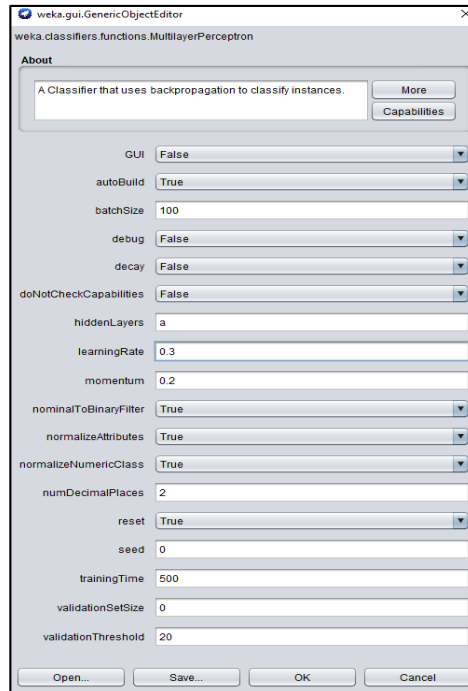 weka.gui.GenericObjectEditor
weka.classifiers.functions.MultilayerPerceptron
About
A Classifier that uses backpropagation to classify instances.
More
Capabilities
GUI False
autoBuild True
batchSize 100
debug False
decay False
doNotCheckCapabilities False
hiddenLayers a
learningRate 0.3
momentum 0.2
nominalToBinaryFilter True
normalizeAttributes True
normalizeNumericClass True
numDecimalPlaces 2
reset True
seed 0
trainingTime 500
validationSetSize 0
validationThreshold 20
Open... Save... OK Cancel